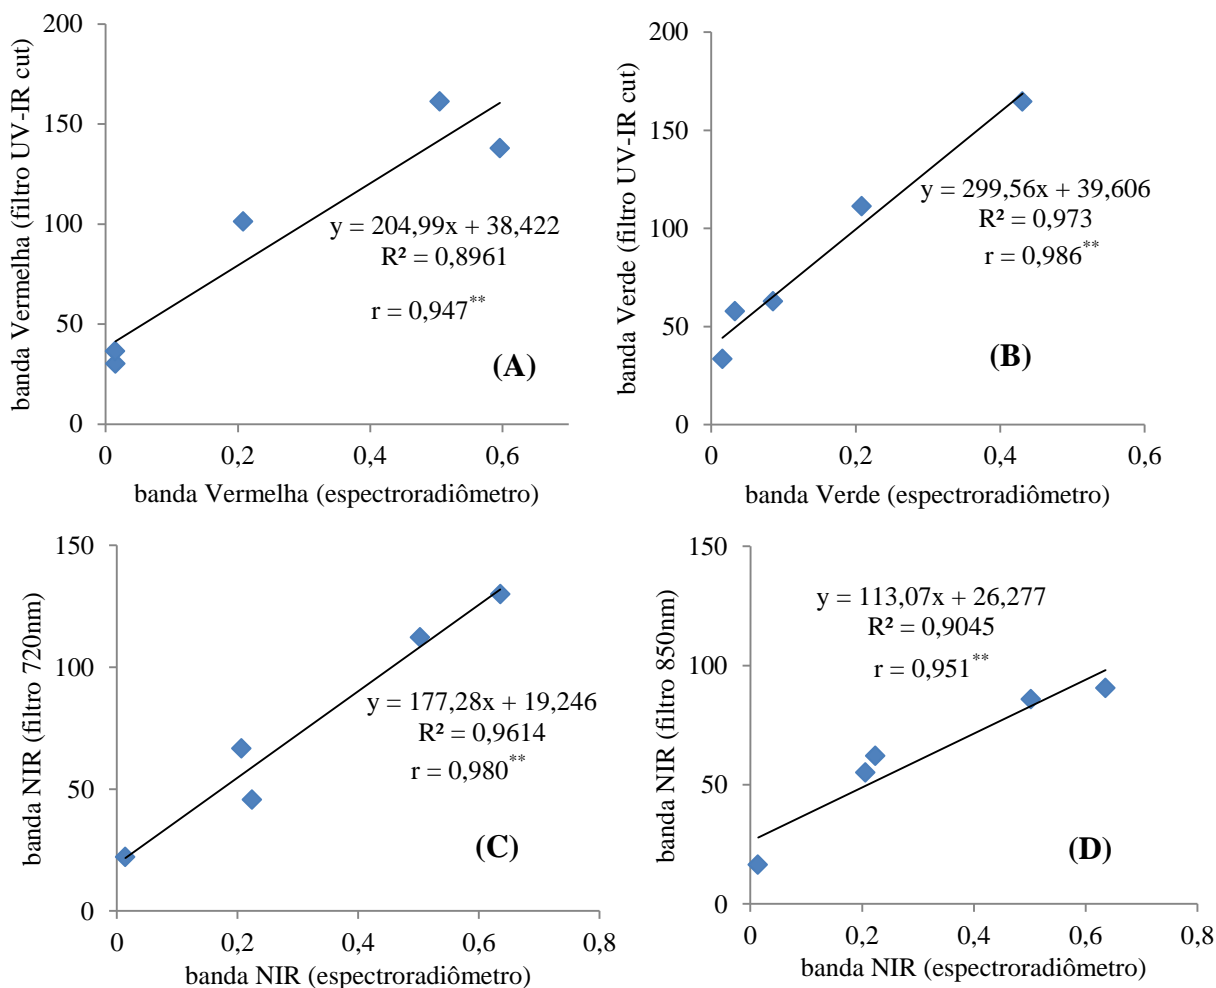 200
150
100
50
0
0
0,2
0,4
0,6
banda Vermelha (filtro UV-IR cut)
banda Vermelha (espectroradiômetro)
y = 204,99x + 38,422
R² = 0,8961
r = 0,947**
(A)
200
150
100
50
0
0
0,2
0,4
0,6
banda Verde (filtro UV-IR cut)
banda Verde (espectroradiômetro)
y = 299,56x + 39,606
R² = 0,973
r = 0,986**
(B)
150
100
50
0
0
0,2
0,4
0,6
0,8
banda NIR (filtro 720nm)
banda NIR (espectroradiômetro)
y = 177,28x + 19,246
R² = 0,9614
r = 0,980**
(C)
150
100
50
0
0
0,2
0,4
0,6
0,8
banda NIR (filtro 850nm)
banda NIR (espectroradiômetro)
y = 113,07x + 26,277
R² = 0,9045
r = 0,951**
(D)